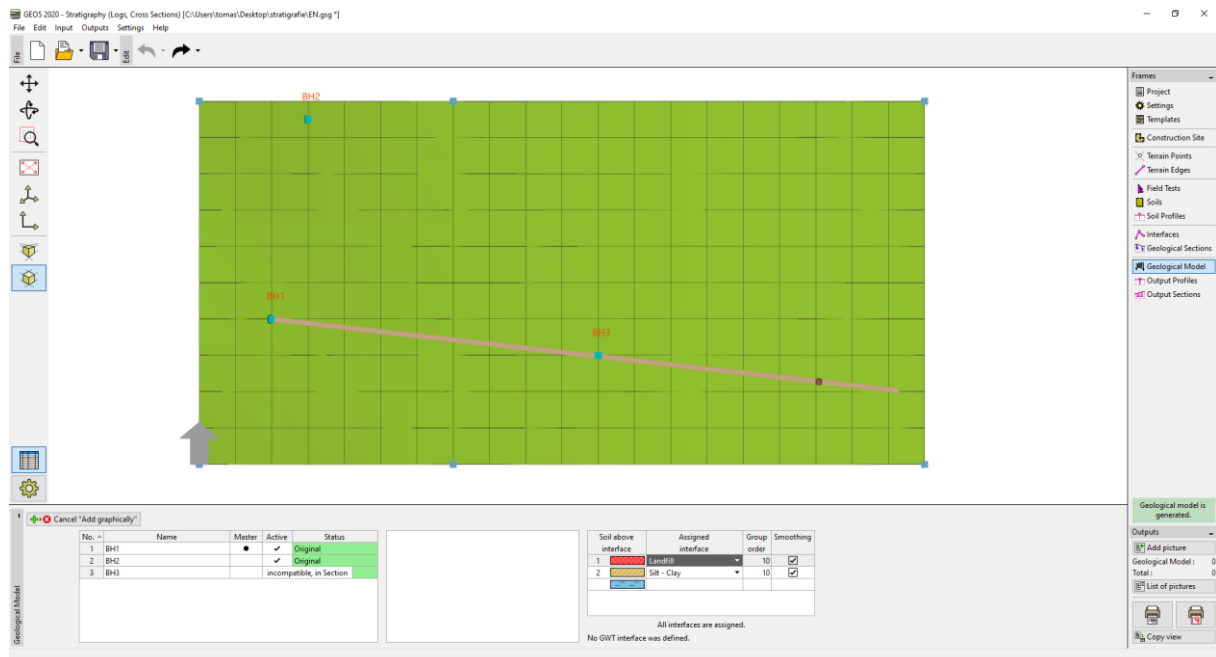 GEO5 2020 - Stratigraphy (Logs, Cross Sections) [C:\Users\tomas\Desktop\stratigrafie\EN.gsg *]
File Edit Input Outputs Settings Help
File
Edit
BH2
BH1
BH3
Frames
Project
Settings
Templates
Construction Site
Terrain Points
Terrain Edges
Field Tests
Soils
Soil Profiles
Interfaces
Geological Sections
Geological Model
Output Profiles
Output Sections
Geological model is
generated.
Outputs
Add picture
Geological Model : 0
Total : 0
List of pictures
Copy view
Geological Model
Cancel "Add graphically"
No. Name Master Active Status
1 BH1 Original
2 BH2 Original
3 BH3 incompatible, in Section
Soil above Assigned Group Smoothing
interface interface order
1 Landfill 10
2 Silt - Clay 10
All interfaces are assigned.
No GWT interface was defined.